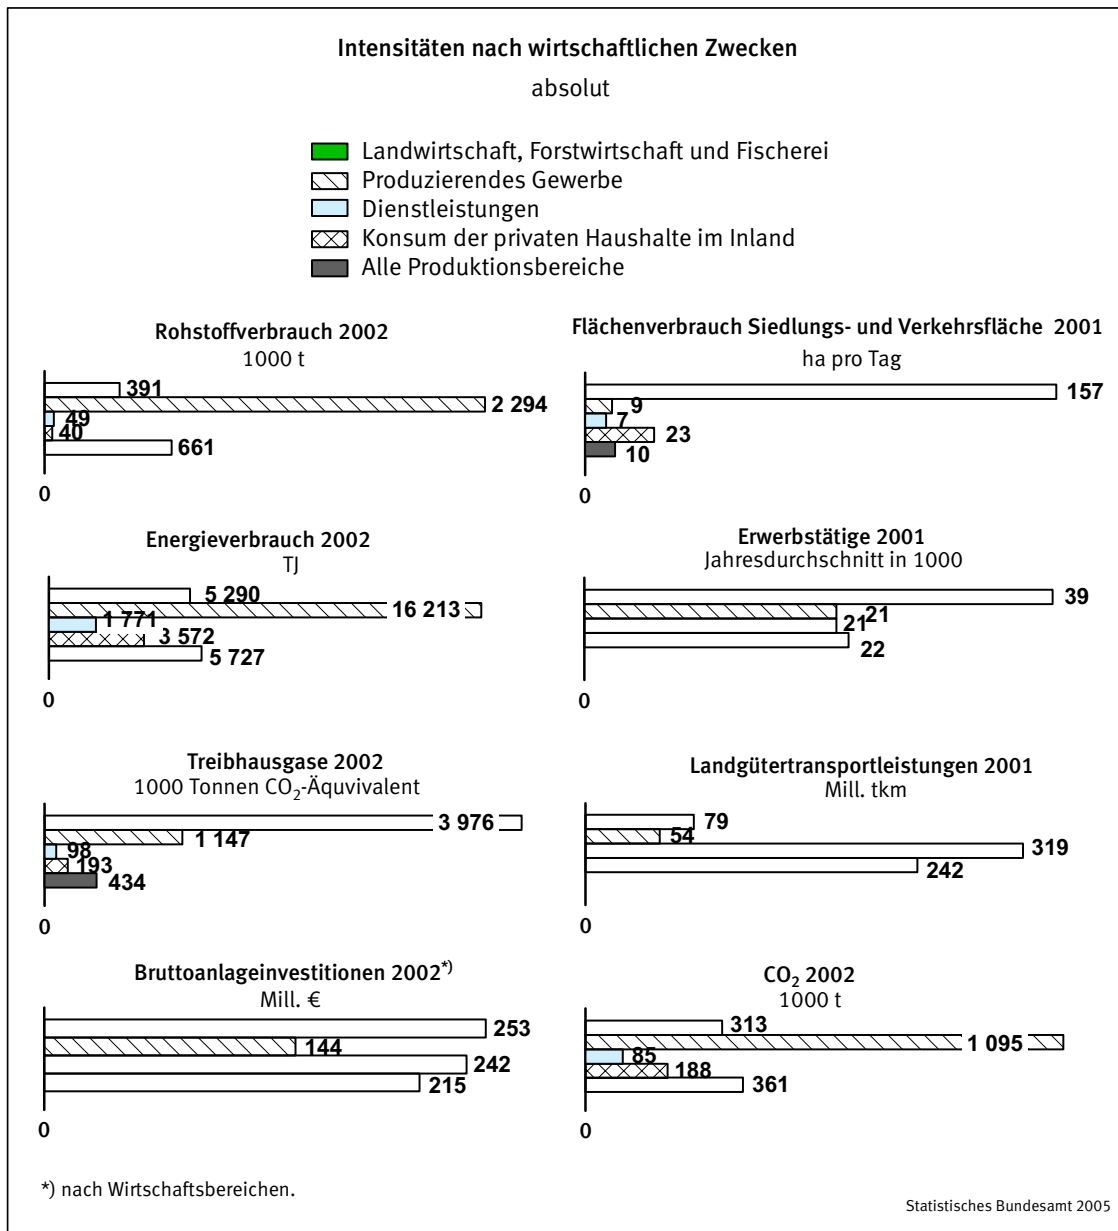 Intensitäten nach wirtschaftlichen Zwecken
absolut
Landwirtschaft, Forstwirtschaft und Fischerei
Produzierendes Gewerbe
Dienstleistungen
Konsum der privaten Haushalte im Inland
Alle Produktionsbereiche
Rohstoffverbrauch 2002
1000 t
391
2 294
49
40
661
0
Flächenverbrauch Siedlungs- und Verkehrsfläche 2001
ha pro Tag
157
9
7
23
10
0
Energieverbrauch 2002
TJ
5 290
16 213
1 771
3 572
5 727
0
Erwerbstätige 2001
Jahresdurchschnitt in 1000
39
21
21
22
0
Treibhausgase 2002
1000 Tonnen CO₂-Äquvivalent
3 976
1 147
98
193
434
0
Landgütertransportleistungen 2001
Mill. tkm
79
54
319
242
0
Bruttoanlageinvestitionen 2002*)
Mill. €
253
144
242
215
0
CO₂ 2002
1000 t
313
1 095
85
188
361
0
*) nach Wirtschaftsbereichen.
Statistisches Bundesamt 2005